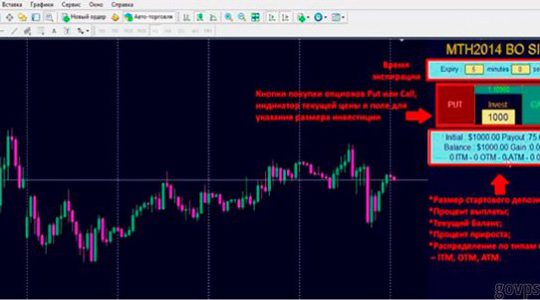 Вставка Графики Сервис Окно Справка
Новый ордер Авто-торговля
MTH2014 BO SI
Время
экспирации
Expiry : 5 minutes 0 se
Кнопки покупки опционов Put или Call,
индикатор текущей цены и поле для
указания размера инвестиции
PUT
Invest
1000
CA
Initial : $1000.00 Payout :75.
Balance : $1000.00 Gain :0.0
0 ITM - 0 OTM - 0 ATM - 0.0
*Размер стартового депози
*Процент выплаты;
*Текущий баланс;
*Процент прироста;
*Распределение по типам
– ITM, OTM, ATM.
govps